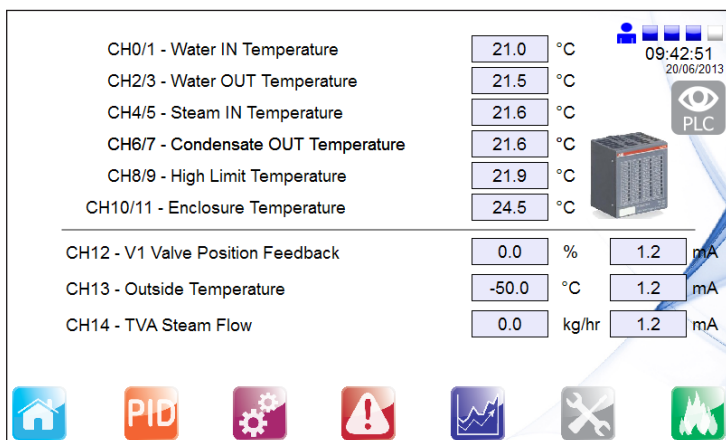 CH0/1 - Water IN Temperature 21.0 °C
09:42:51
20/06/2013
CH2/3 - Water OUT Temperature 21.5 °C
CH4/5 - Steam IN Temperature 21.6 °C
PLC
CH6/7 - Condensate OUT Temperature 21.6 °C
CH8/9 - High Limit Temperature 21.9 °C
CH10/11 - Enclosure Temperature 24.5 °C
CH12 - V1 Valve Position Feedback 0.0 % 1.2 mA
CH13 - Outside Temperature -50.0 °C 1.2 mA
CH14 - TVA Steam Flow 0.0 kg/hr 1.2 mA
PID